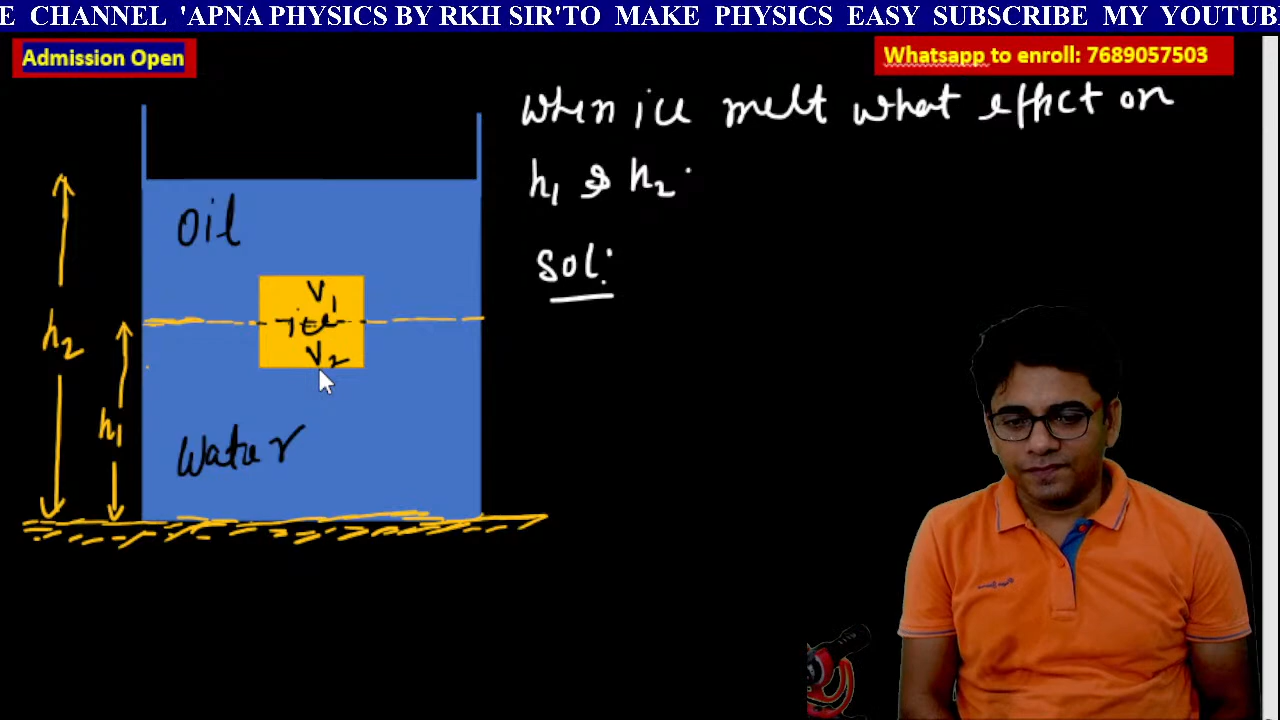 E CHANNEL 'APNA PHYSICS BY RKH SIR'TO MAKE PHYSICS EASY SUBSCRIBE MY YOUTUB
Admission Open
Whatsapp to enroll: 7689057503
When ice melt what effect on
h1 & h2.
Sol:
Oil
V1
ice
V2
h2
h1
Water